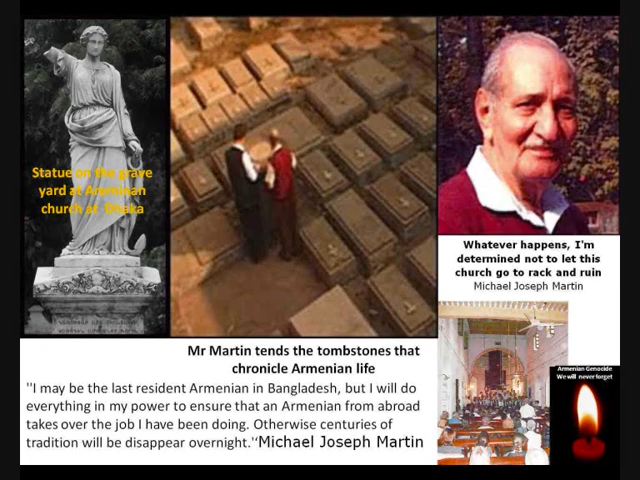 Statue on the grave
yard at Armenian
church at Dhaka
Whatever happens, I'm
determined not to let this
church go to rack and ruin
Michael Joseph Martin
Mr Martin tends the tombstones that
chronicle Armenian life
"I may be the last resident Armenian in Bangladesh, but I will do
everything in my power to ensure that an Armenian from abroad
takes over the job I have been doing. Otherwise centuries of
tradition will be disappear overnight."‘Michael Joseph Martin
Armenian Genocide
We will never forget